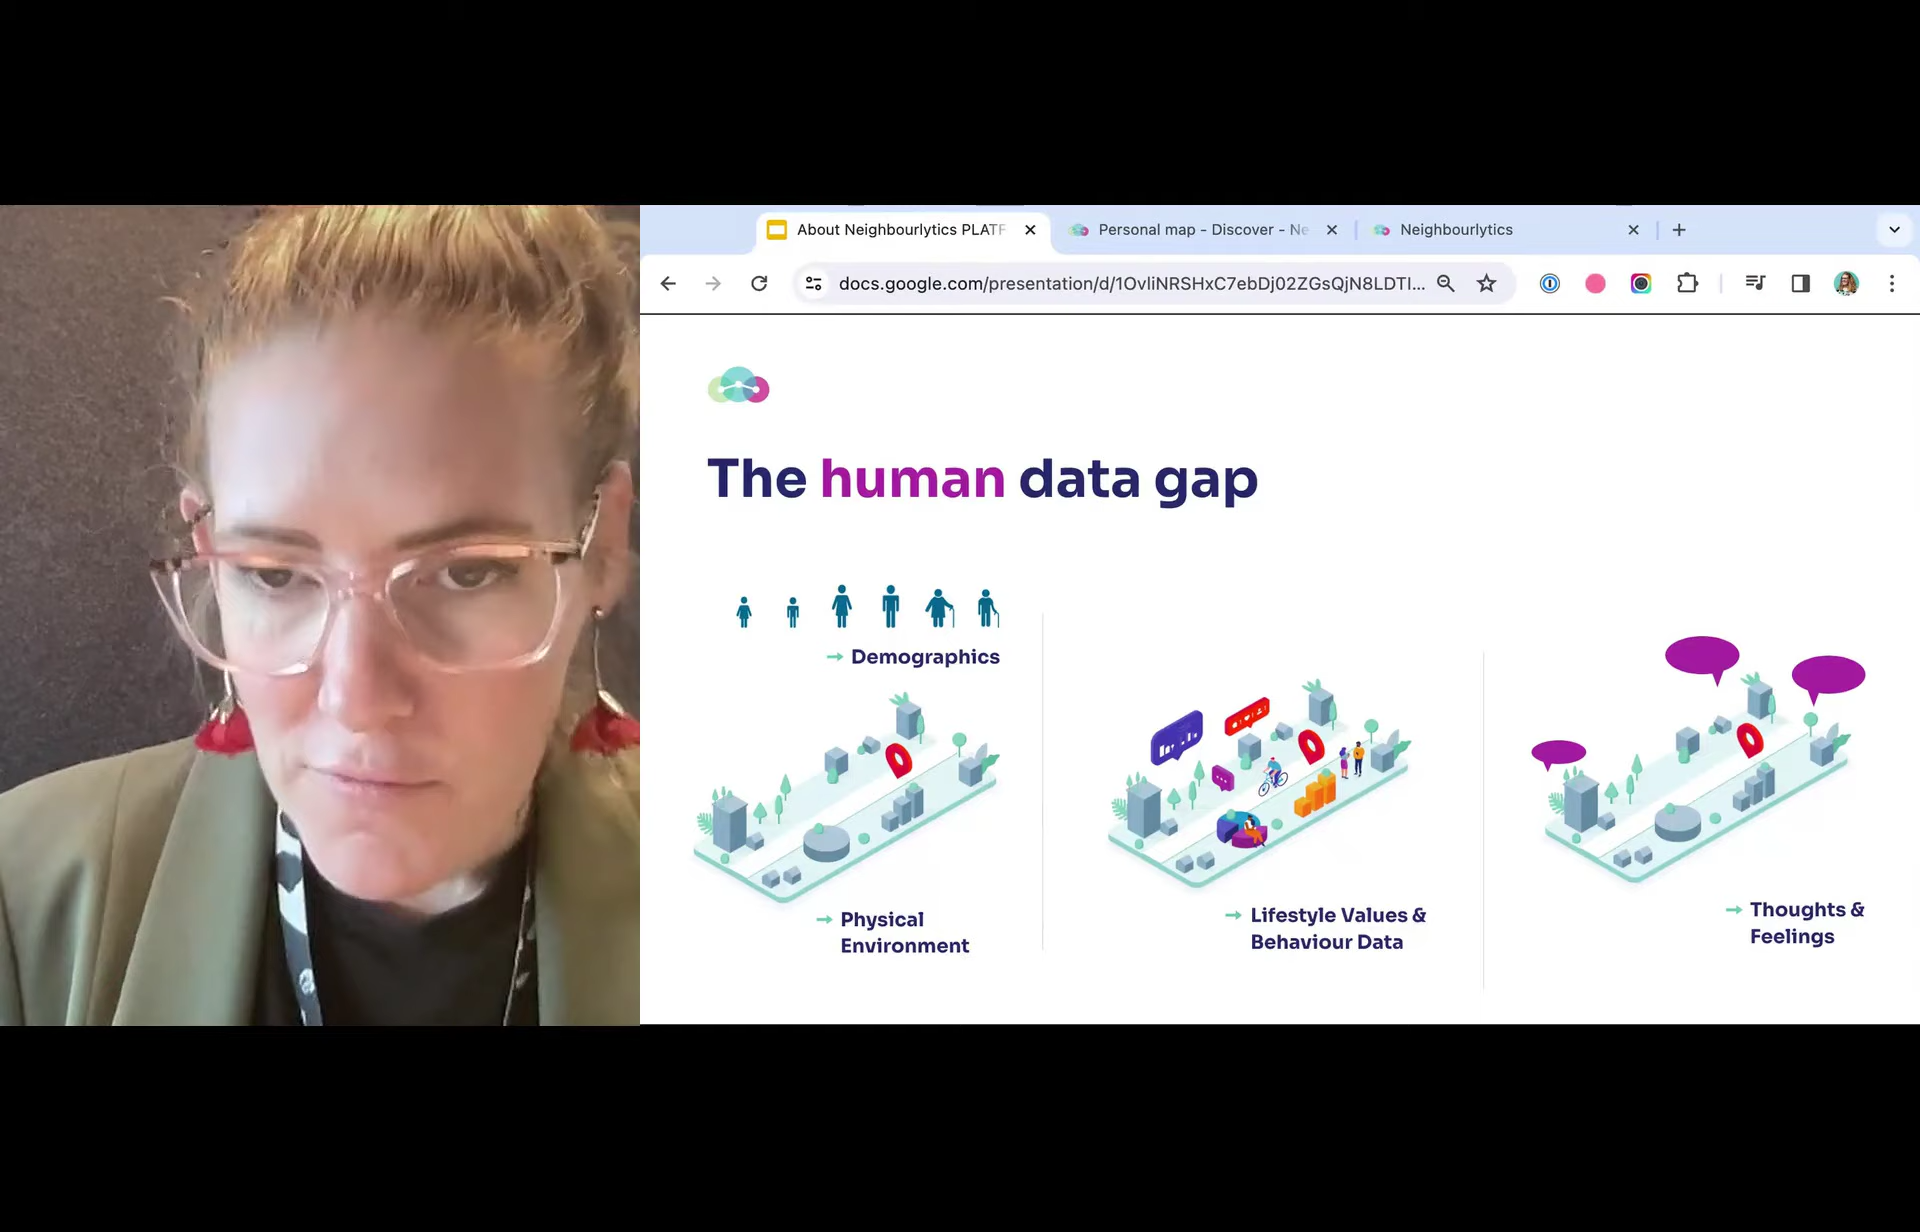 About Neighbourlytics PLATF
Personal map - Discover - Ne
Neighbourlytics
docs.google.com/presentation/d/1OvliNRSHxC7ebDj02ZGsQjN8LDTI...
The human data gap
→ Demographics
→ Physical
Environment
→ Lifestyle Values &
Behaviour Data
→ Thoughts &
Feelings